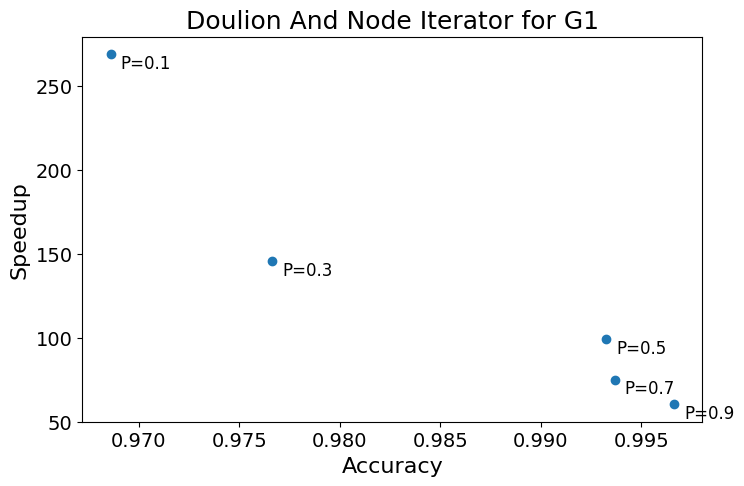 Doulion And Node Iterator for G1
250
200
150
100
50
Speedup
P=0.1
P=0.3
P=0.5
P=0.7
P=0.9
0.970 0.975 0.980 0.985 0.990 0.995
Accuracy